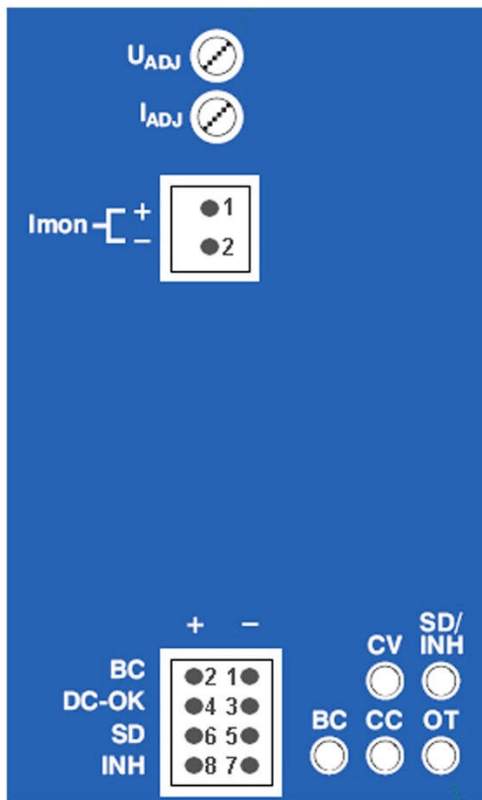 UADJ
IADJ
Imon + 1
− 2
+ −
BC 2 1
DC-OK 4 3
SD 6 5
INH 8 7
SD/
CV INH
BC CC OT